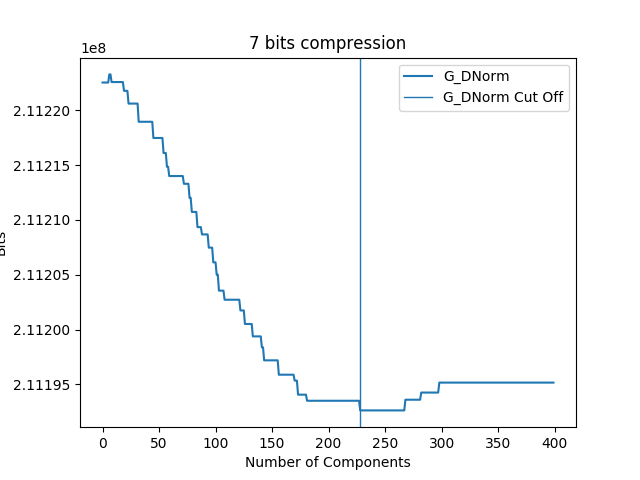 7 bits compression
1e8
G_DNorm
G_DNorm Cut Off
2.11220
2.11215
2.11210
2.11205
2.11200
2.11195
Bits
0 50 100 150 200 250 300 350 400
Number of Components